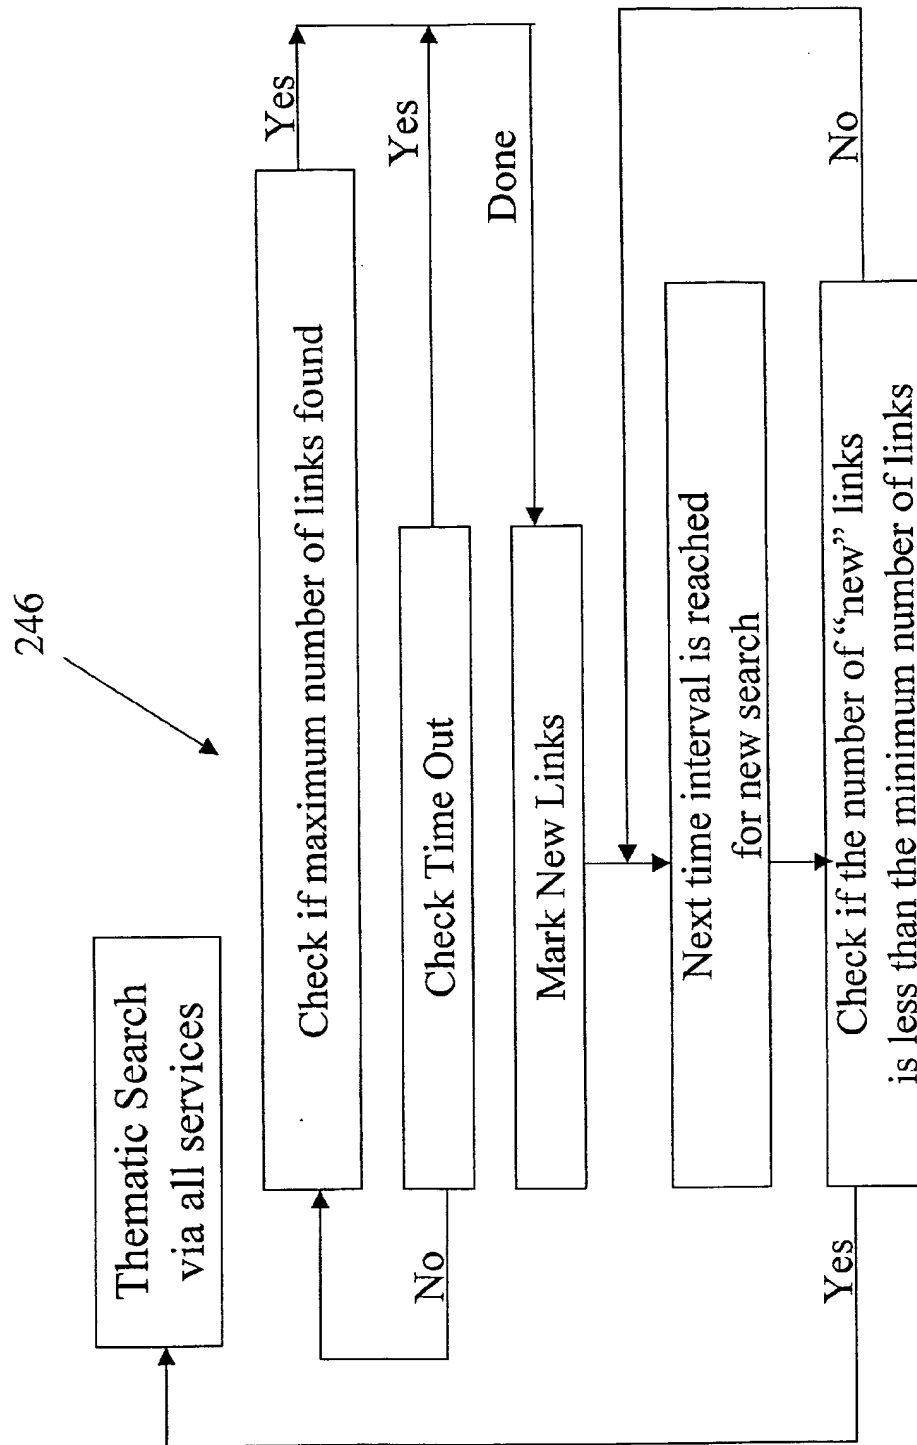 246
Thematic Search
via all services
Check if maximum number of links found
Yes
Check Time Out
Yes
No
Done
Mark New Links
Next time interval is reached
for new search
Check if the number of “new” links
is less than the minimum number of links
Yes
No